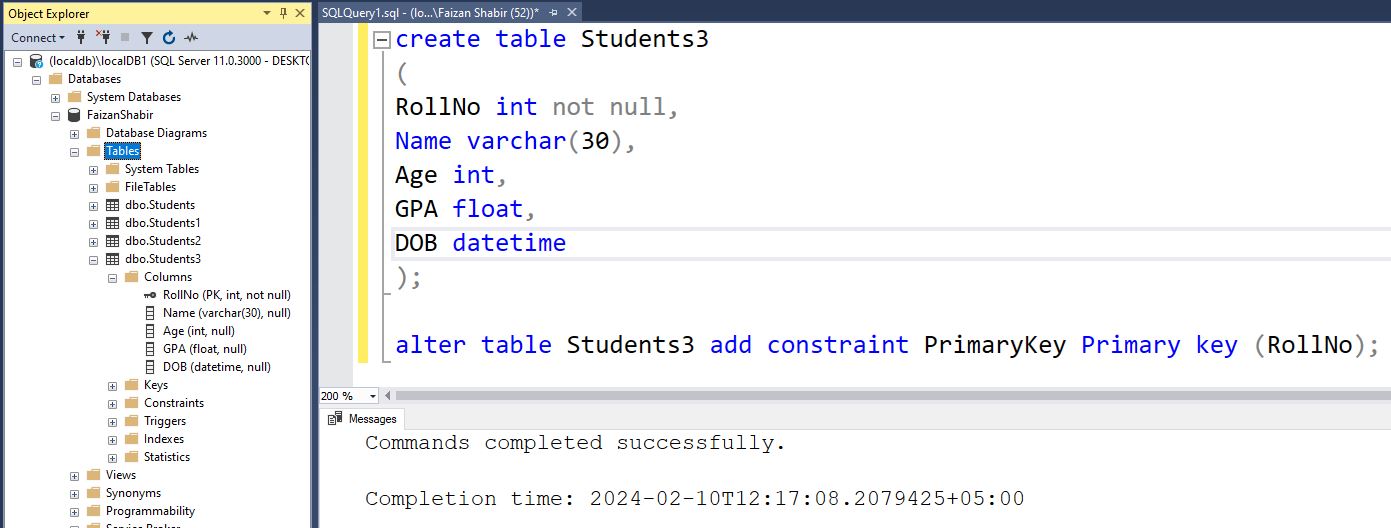 Object Explorer
Connect
(localdb)\localDB1 (SQL Server 11.0.3000 - DESKTO
Databases
System Databases
FaizanShabir
Database Diagrams
Tables
System Tables
FileTables
dbo.Students
dbo.Students1
dbo.Students2
dbo.Students3
Columns
RollNo (PK, int, not null)
Name (varchar(30), null)
Age (int, null)
GPA (float, null)
DOB (datetime, null)
Keys
Constraints
Triggers
Indexes
Statistics
Views
Synonyms
Programmability
Service Broker
SQLQuery1.sql - (lo...\Faizan Shabir (52))*
create table Students3
(
RollNo int not null,
Name varchar(30),
Age int,
GPA float,
DOB datetime
);
alter table Students3 add constraint PrimaryKey Primary key (RollNo);
200 %
Messages
Commands completed successfully.
Completion time: 2024-02-10T12:17:08.2079425+05:00